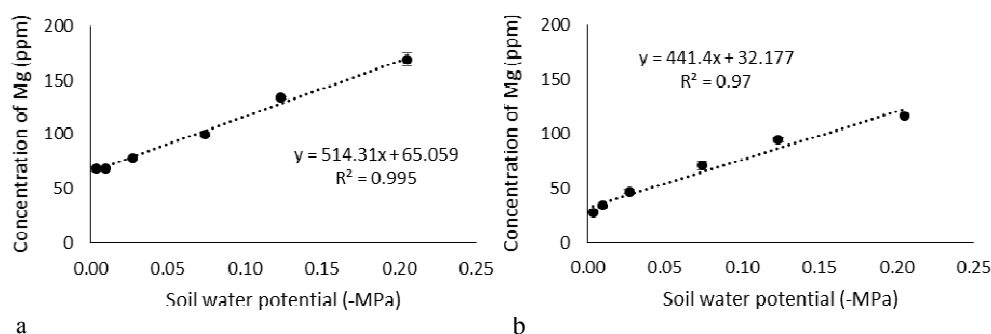 200
150
100
50
0
Concentration of Mg (ppm)
y = 514.31x + 65.059
R² = 0.995
0.00 0.05 0.10 0.15 0.20 0.25
Soil water potential (-MPa)
a
200
150
100
50
0
Concentration of Mg (ppm)
y = 441.4x + 32.177
R² = 0.97
0.00 0.05 0.10 0.15 0.20 0.25
Soil water potential (-MPa)
b